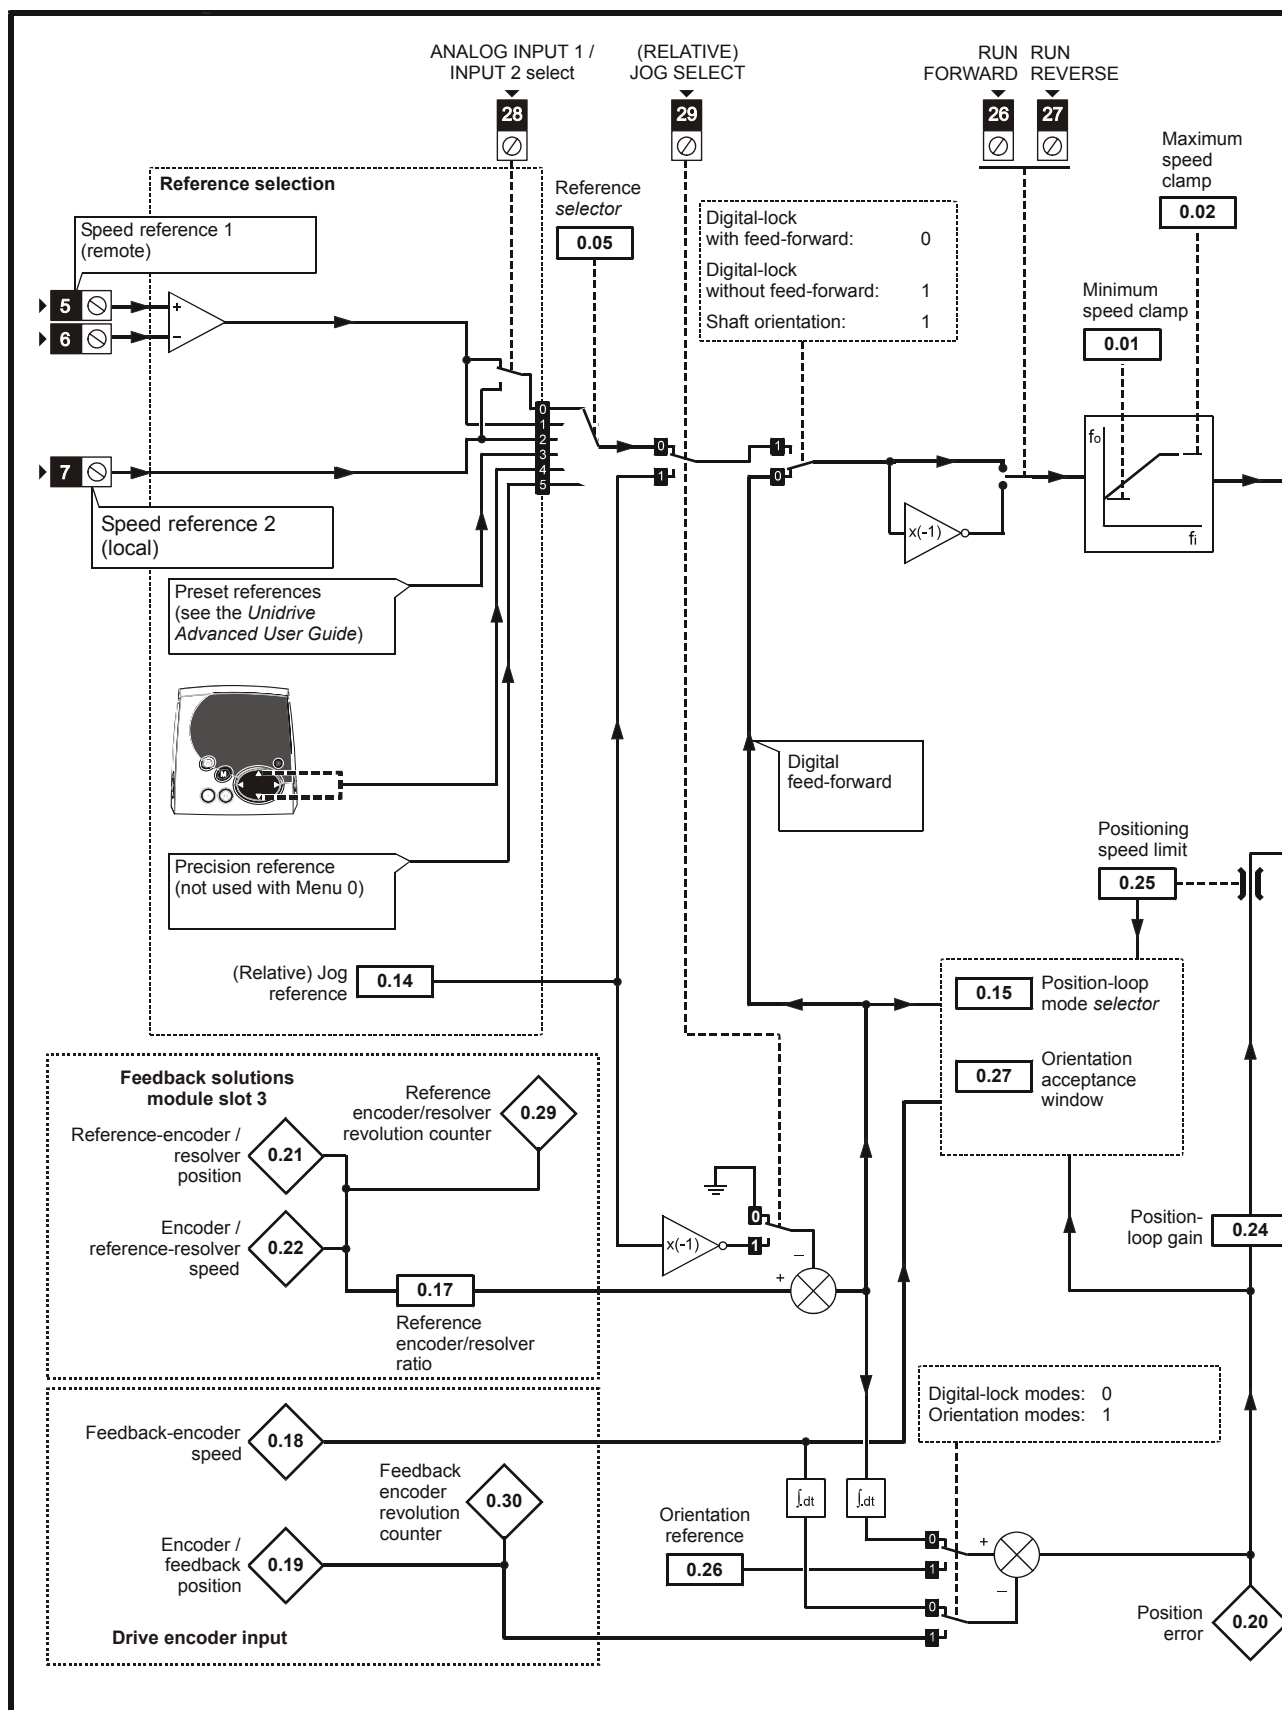 ANALOG INPUT 1 /
INPUT 2 select
(RELATIVE)
JOG SELECT
RUN
FORWARD
RUN
REVERSE
28
29
26
27
Maximum
speed
clamp
0.02
Reference selection
Reference
selector
0.05
Speed reference 1
(remote)
Digital-lock
with feed-forward: 0
Digital-lock
without feed-forward: 1
Shaft orientation: 1
Minimum
speed clamp
0.01
5
6
+
–
0
1
2
3
4
5
0
1
1
0
fo
fi
x(-1)
7
Speed reference 2
(local)
Preset references
(see the Unidrive
Advanced User Guide)
M
Digital
feed-forward
Precision reference
(not used with Menu 0)
Positioning
speed limit
0.25
(Relative) Jog
reference
0.14
0.15
Position-loop
mode selector
0.27
Orientation
acceptance
window
Feedback solutions
module slot 3
Reference
encoder/resolver
revolution counter
0.29
Reference-encoder /
resolver
position
0.21
Encoder /
reference-resolver
speed
0.22
0.17
Reference
encoder/resolver
ratio
x(-1)
0
1
–
+
Position-
loop gain
0.24
Digital-lock modes: 0
Orientation modes: 1
Feedback-encoder
speed
0.18
Feedback
encoder
revolution
counter
0.30
∫.dt
∫.dt
Encoder /
feedback
position
0.19
Orientation
reference
0.26
0
1
0
1
+
–
Position
error
0.20
Drive encoder input